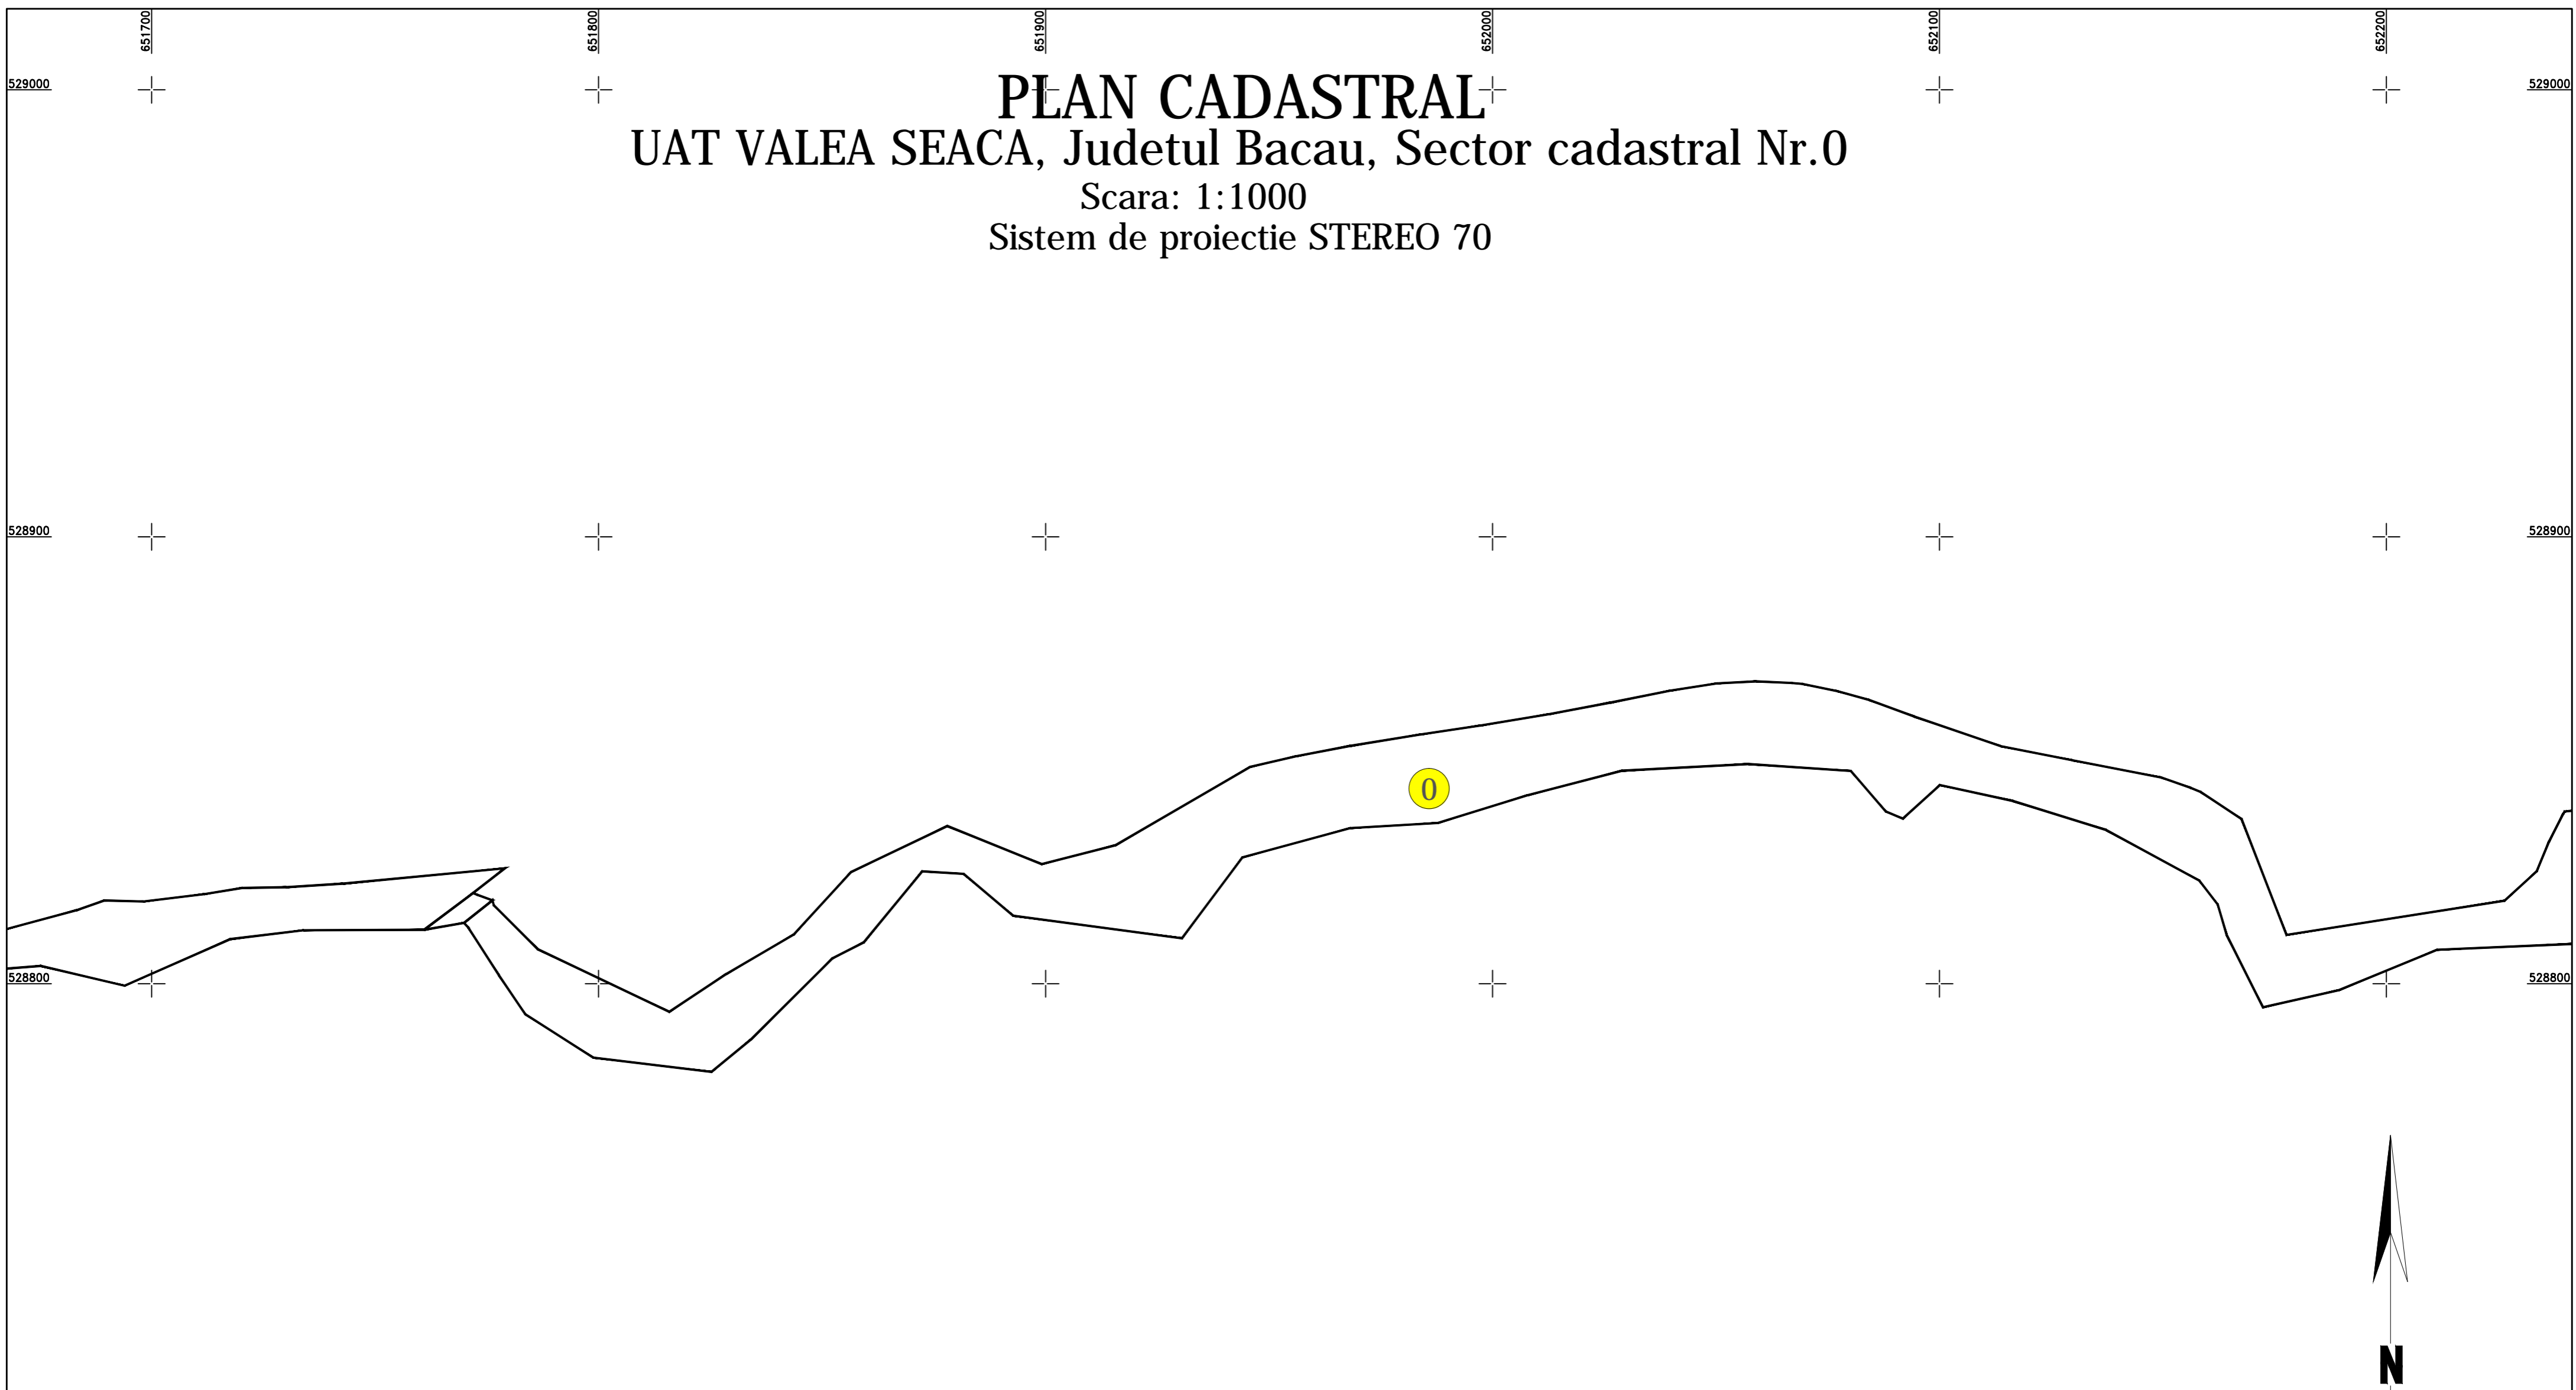 651700 651800 651900 652000 652100 652200
529000 529000
PLAN CADASTRAL
UAT VALEA SEACA, Judetul Bacau, Sector cadastral Nr.0
Scara: 1:1000
Sistem de proiectie STEREO 70
528900 528900
0
528800 528800
N